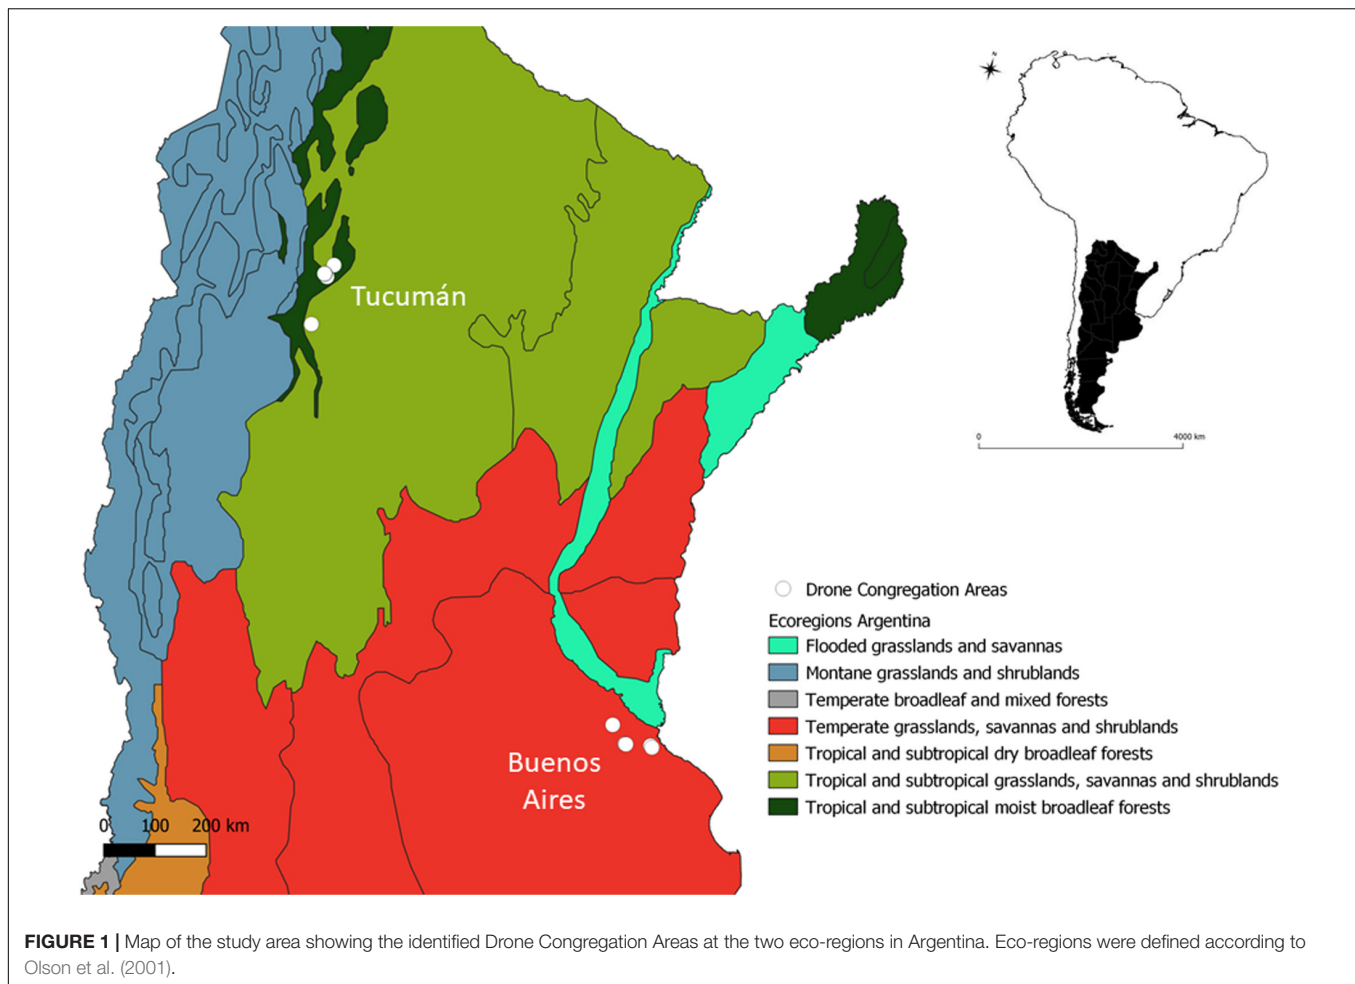 N
0 4000 km
Tucumán
Drone Congregation Areas
Ecoregions Argentina
Flooded grasslands and savannas
Montane grasslands and shrublands
Temperate broadleaf and mixed forests
Temperate grasslands, savannas and shrublands
Tropical and subtropical dry broadleaf forests
Tropical and subtropical grasslands, savannas and shrublands
Tropical and subtropical moist broadleaf forests
Buenos
Aires
0 100 200 km
FIGURE 1 | Map of the study area showing the identified Drone Congregation Areas at the two eco-regions in Argentina. Eco-regions were defined according to
Olson et al. (2001).